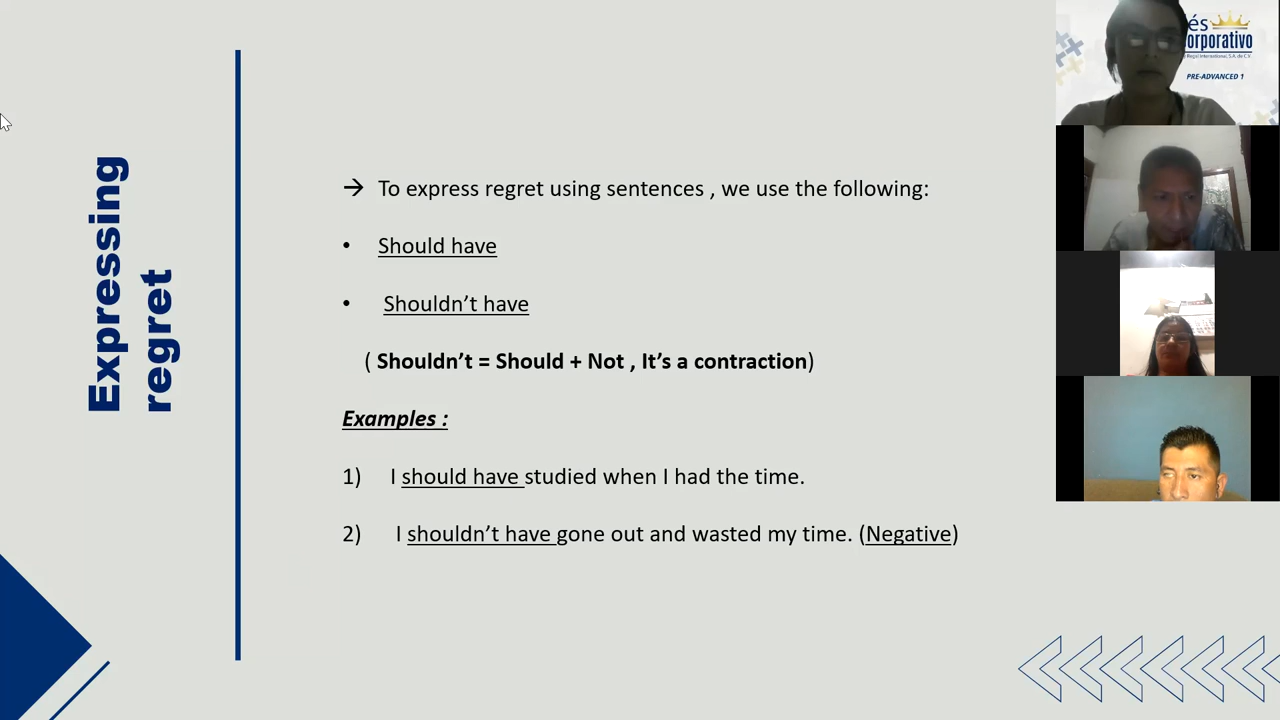 Expressing
regret
→ To express regret using sentences , we use the following:
• Should have
• Shouldn’t have
( Shouldn’t = Should + Not , It’s a contraction)
Examples :
1) I should have studied when I had the time.
2) I shouldn’t have gone out and wasted my time. (Negative)
és
orporativo
PRE-ADVANCED 1